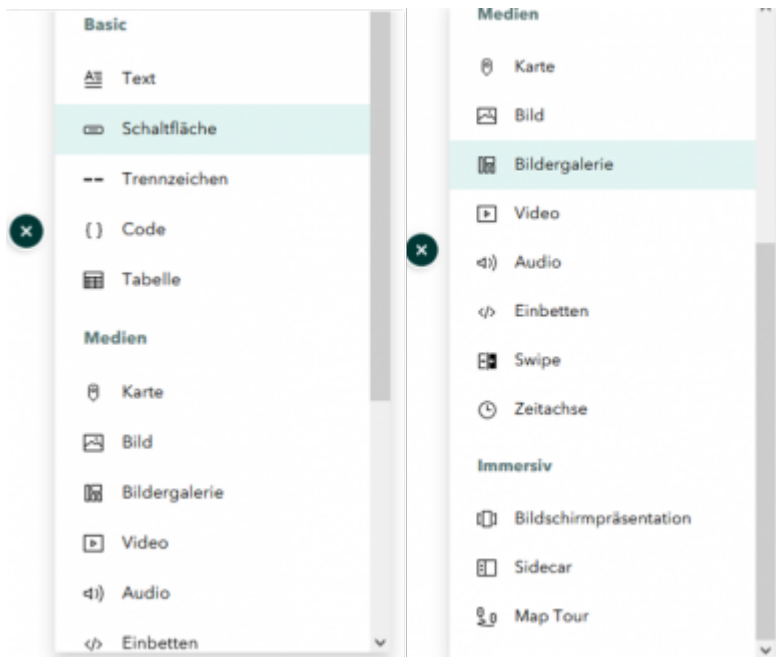 Basic
Text
Schaltfläche
Trennzeichen
Code
Tabelle
Medien
Karte
Bild
Bildergalerie
Video
Audio
Einbetten
Medien
Karte
Bild
Bildergalerie
Video
Audio
Einbetten
Swipe
Zeitachse
Immersiv
Bildschirmpräsentation
Sidecar
Map Tour